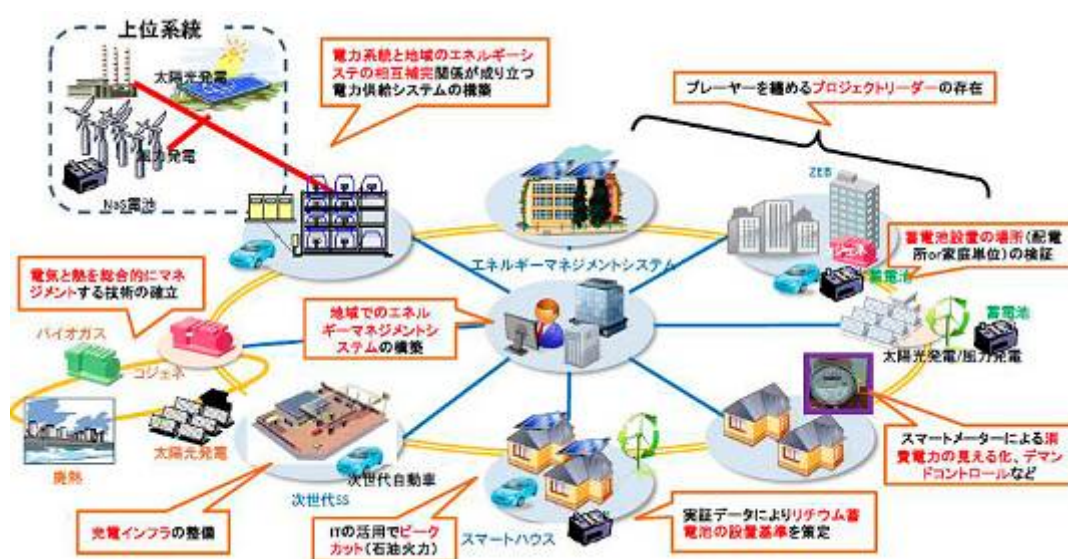 上位系統
太陽光発電
風力発電
NaS電池
電力系統と地域のエネルギーシ
ステの相互補完関係が成り立つ
電力供給システムの構築
プレーヤーを纏めるプロジェクトリーダーの存在
ZEB
コジェネ
蓄電池設置の場所(配電
所or家庭単位)の検証
蓄電池
エネルギーマネジメントシステム
電気と熱を総合的にマネ
ジメントする技術の確立
地域でのエネル
ギーマネジメントシ
ステムの構築
バイオガス
コジェネ
蓄電池
太陽光発電/風力発電
廃熱
太陽光発電
次世代自動車
次世代SS
スマートメーターによる消
費電力の見える化、デマン
ドコントロールなど
充電インフラの整備
ITの活用でピーク
カット(石油火力)
スマートハウス
実証データによりリチウム蓄
電池の設置基準を策定